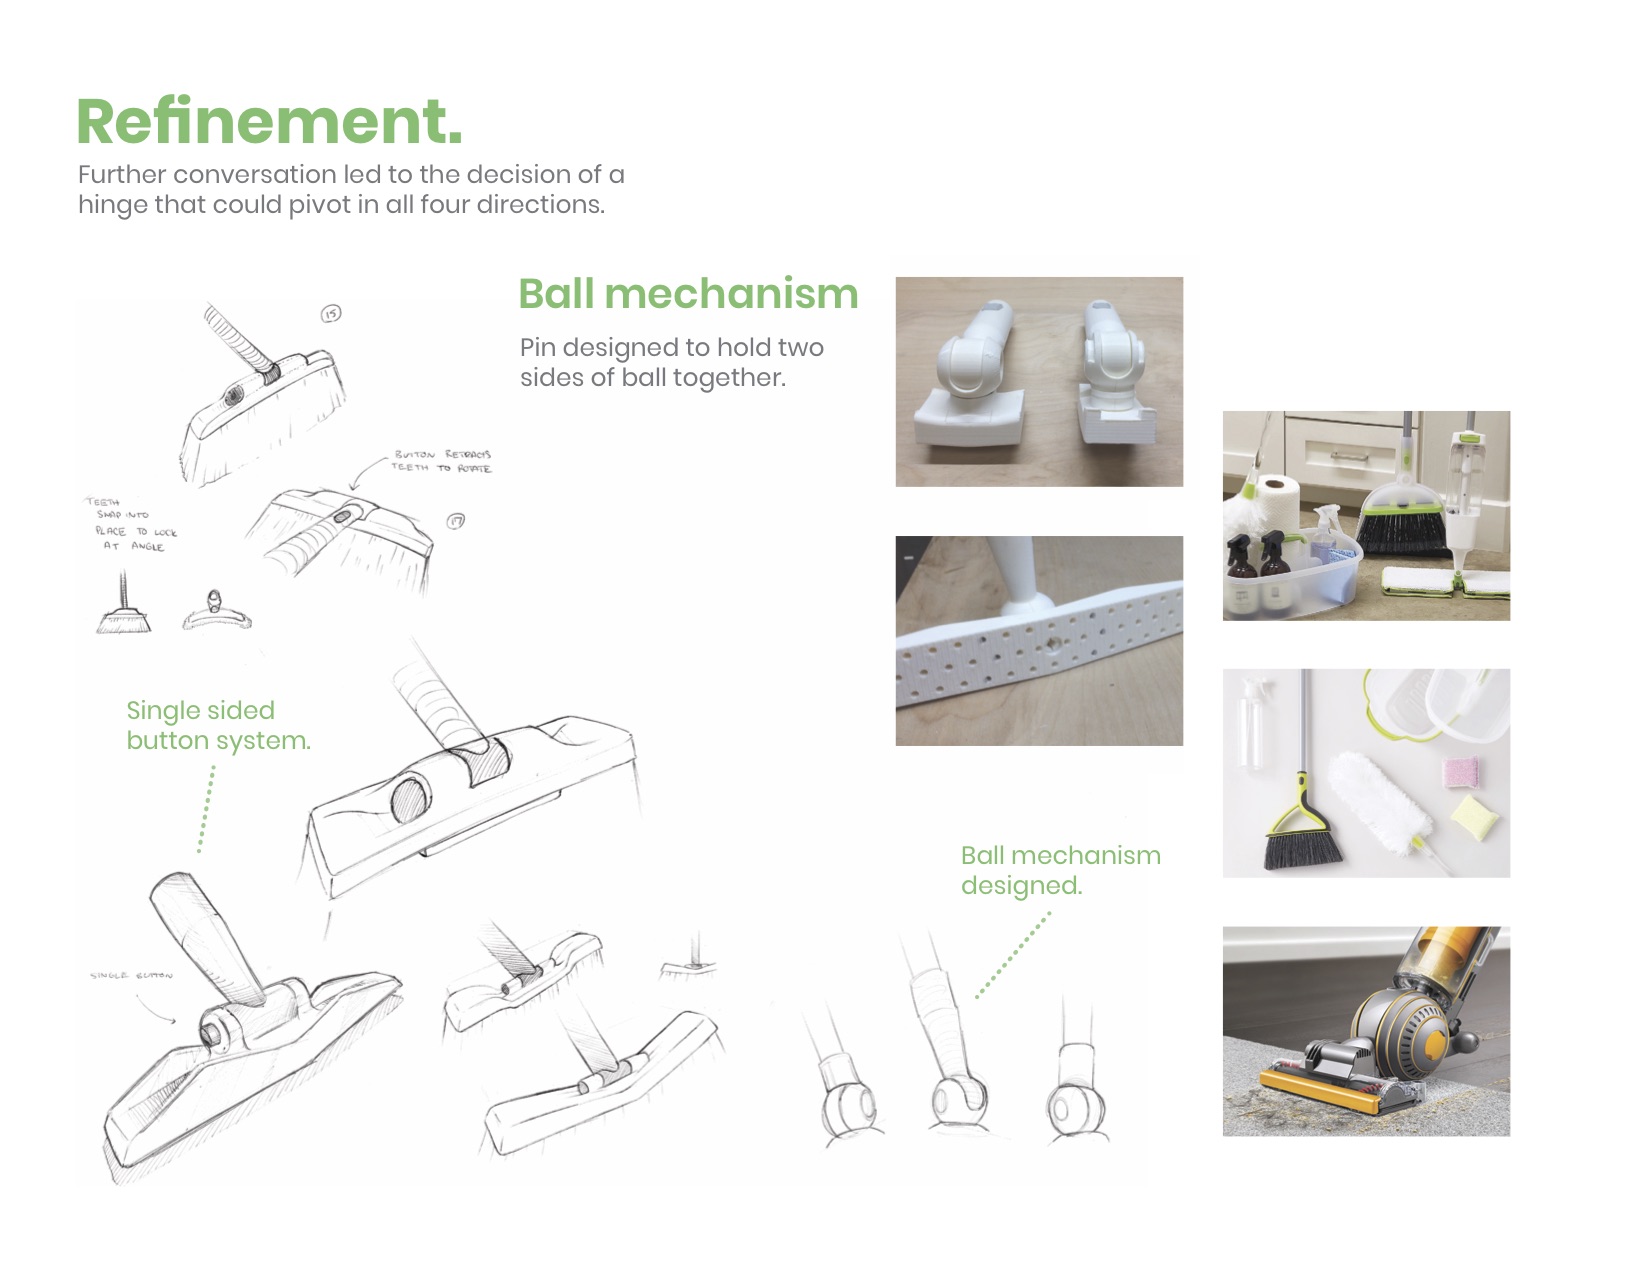 Refinement.
Further conversation led to the decision of a
hinge that could pivot in all four directions.
Ball mechanism
Pin designed to hold two
sides of ball together.
15
BUTTON RETRACTS
TEETH TO ROTATE
17
TEETH
SNAP INTO
PLACE TO LOCK
AT ANGLE
Single sided
button system.
SINGLE BUTTON
Ball mechanism
designed.